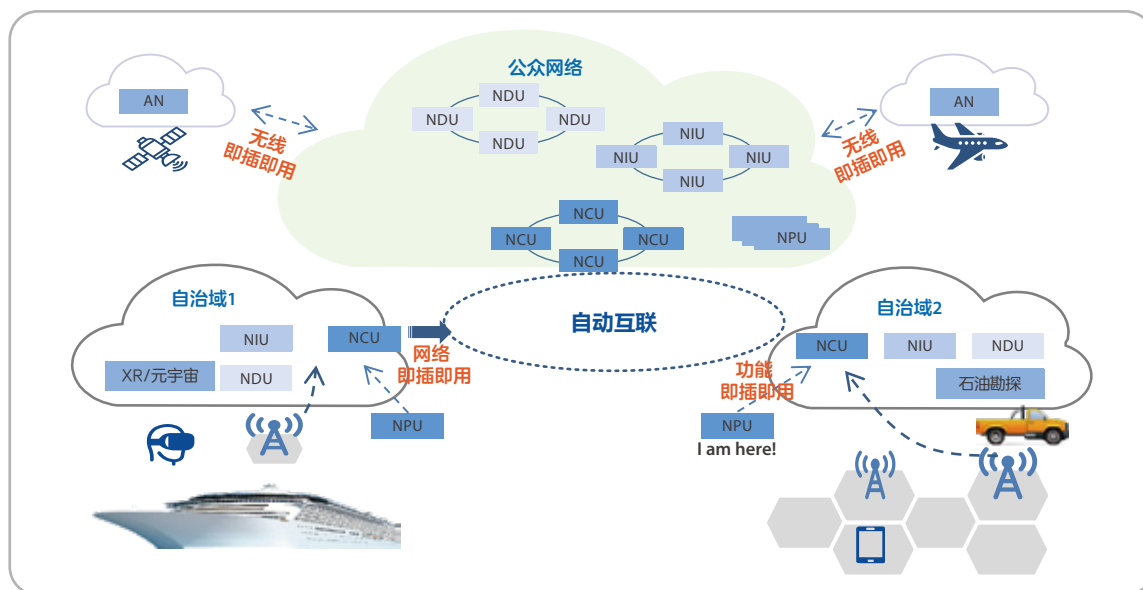 公众网络
AN
NDU
NDU
NDU
NDU
AN
无线
即插即用
NIU
NIU
NIU
NIU
无线
即插即用
NCU
NCU
NCU
NCU
NPU
自治域1
NIU
NCU
XR/元宇宙
NDU
网络
即插即用
NPU
自动互联
自治域2
NCU
NIU
NDU
石油勘探
功能
即插即用
NPU
I am here!